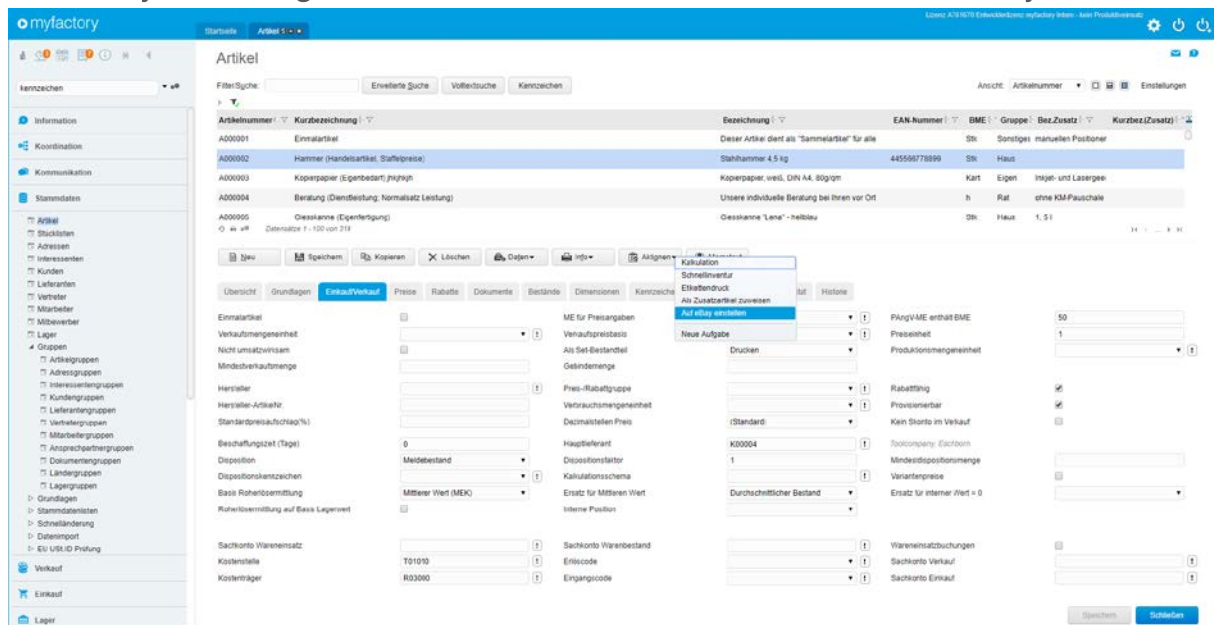 myfactory
Startseite
Artikel
Lizenz: A781670 Entwicklerlizenz myfactory Intern - kein Produktiveinsatz
kennzeichen
Information
Koordination
Kommunikation
Stammdaten
Artikel
Stücklisten
Adressen
Interessenten
Kunden
Lieferanten
Vertreter
Mitarbeiter
Mitbewerber
Lager
Gruppen
Artikelgruppen
Adressgruppen
Interessentengruppen
Kundengruppen
Lieferantengruppen
Vertretergruppen
Mitarbeitergruppen
Ansprechpartnergruppen
Dokumentengruppen
Ländergruppen
Lagergruppen
Grundlagen
Stammdatenlisten
Schnelländerung
Datenimport
EU USt.ID Prüfung
Verkauf
Einkauf
Lager
Artikel
Filter/Suche: Erweiterte Suche Volltextsuche Kennzeichen Ansicht: Artikelnummer Einstellungen
Artikelnummer Kurzbezeichnung Bezeichnung EAN-Nummer BME Gruppe Bez.Zusatz Kurzbez.(Zusatz)
A000001 Einmalartikel Dieser Artikel dient als "Sammelartikel" für alle Stk Sonstiges manuellen Positioner
A000002 Hammer (Handelsartikel, Staffelpreise) Stahlhammer 4,5 kg 445566778899 Stk Haus
A000003 Kopierpapier (Eigenbedarf) jhkjhkjh Kopierpapier, weiß, DIN A4, 80g/qm Kart Eigen Inkjet- und Lasergee
A000004 Beratung (Dienstleistung; Normalsatz Leistung) Unsere individuelle Beratung bei Ihren vor Ort h Rat ohne KM-Pauschale
A000005 Giesskanne (Eigenfertigung) Giesskanne "Lena" - hellblau Stk Haus 1, 5 l
Datensätze 1 - 100 von 319
Neu Speichern Kopieren Löschen Daten Info Aktionen
Kalkulation
Schnellinventur
Etikettendruck
Als Zusatzartikel zuweisen
Auf eBay einstellen
Neue Aufgabe
Übersicht Grundlagen Einkauf/Verkauf Preise Rabatte Dokumente Bestände Dimensionen Kennzeiche Historie
Einmalartikel ME für Preisangaben PAngV-ME enthält BME 50
Verkaufsmengeneinheit Verkaufspreisbasis Preiseinheit 1
Nicht umsatzwirksam Als Set-Bestandteil Drucken Produktionsmengeneinheit
Mindestverkaufsmenge Gebindemenge
Hersteller Preis-/Rabattgruppe Rabattfähig
Hersteller-ArtikelNr. Verbrauchsmengeneinheit Provisionierbar
Standardpreisaufschlag(%) Dezimalstellen Preis (Standard) Kein Skonto im Verkauf
Beschaffungszeit (Tage) 0 Hauptlieferant K00004 Toolcompany, Eschborn
Disposition Meldebestand Dispositionsfaktor 1 Mindestdispositionsmenge
Dispositionskennzeichen Kalkulationsschema Variantenpreise
Basis Rohertösermittlung Mittlerer Wert (MEK) Ersatz für Mittleren Wert Durchschnittlicher Bestand Ersatz für interner Wert = 0
Rohertösermittlung auf Basis Lagerwert Interne Position
Sachkonto Wareneinsatz Sachkonto Warenbestand Wareneinsatzbuchungen
Kostenstelle T01010 Erlöscode Sachkonto Verkauf
Kostenträger R03000 Eingangscode Sachkonto Einkauf
Speichern Schließen